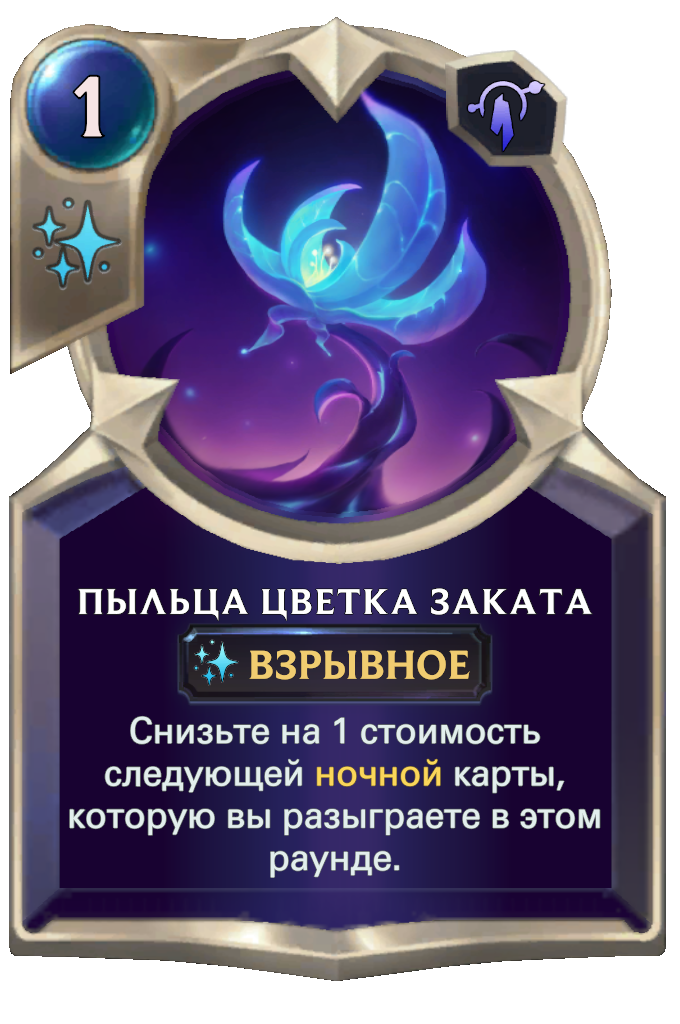 1
ПЫЛЬЦА ЦВЕТКА ЗАКАТА
ВЗРЫВНОЕ
Снизьте на 1 стоимость
следующей ночной карты,
которую вы разыграете в этом
раунде.